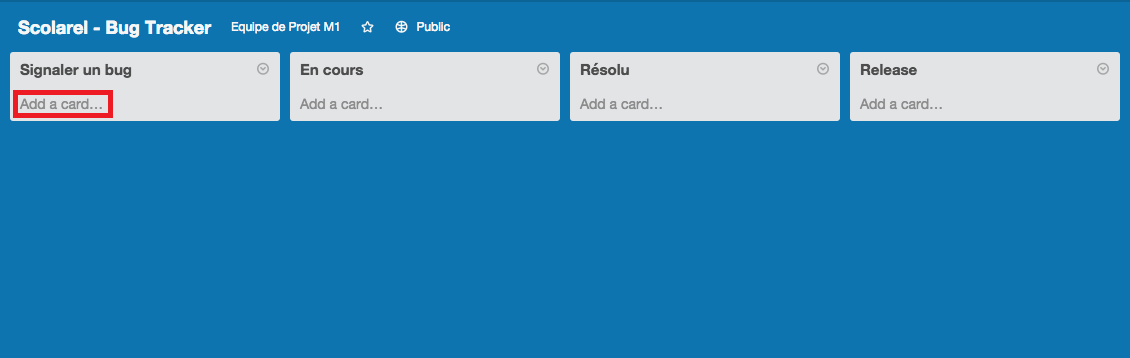 Scolarel - Bug Tracker Equipe de Projet M1 Public
Signaler un bug En cours Résolu Release
Add a card… Add a card… Add a card… Add a card…